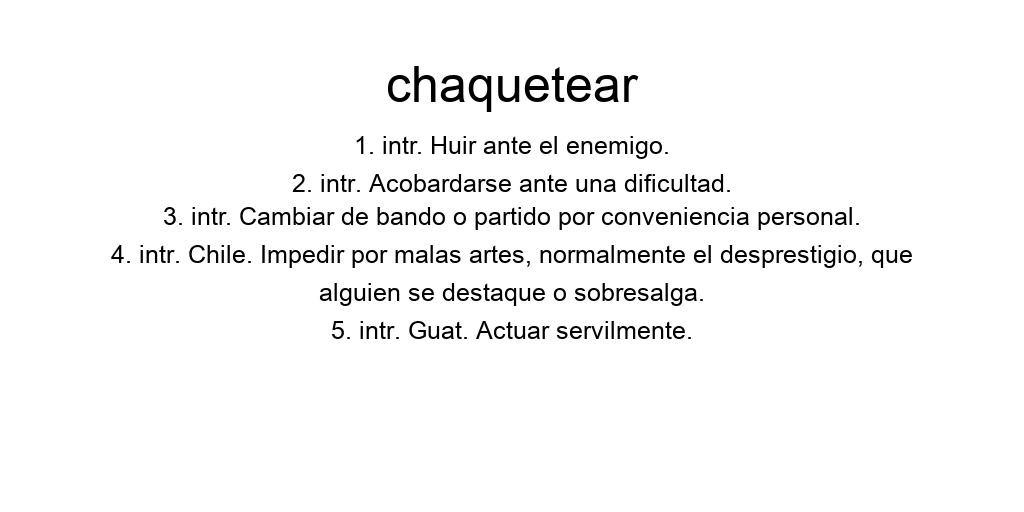 chaquetear
1. intr. Huir ante el enemigo.
2. intr. Acobardarse ante una dificultad.
3. intr. Cambiar de bando o partido por conveniencia personal.
4. intr. Chile. Impedir por malas artes, normalmente el desprestigio, que
alguien se destaque o sobresalga.
5. intr. Guat. Actuar servilmente.